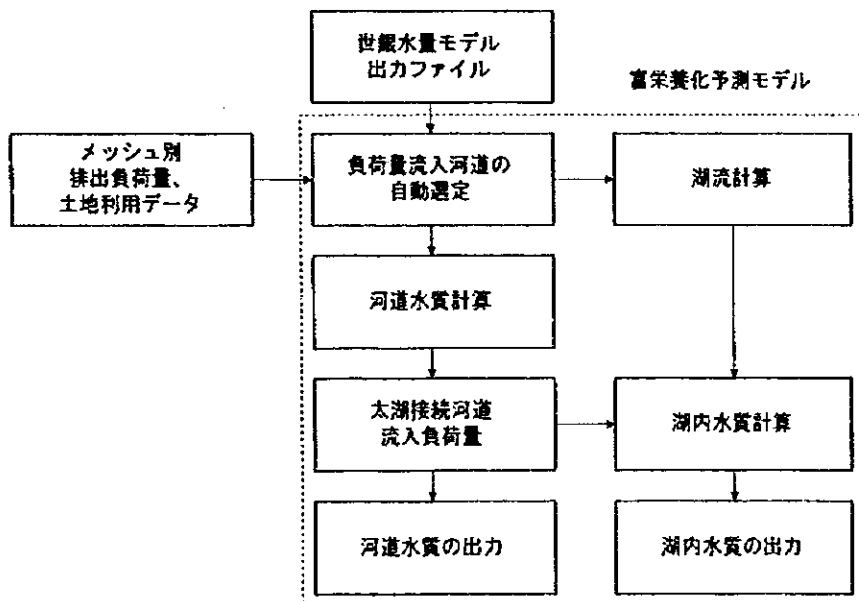 世銀水量モデル
出力ファイル
富栄養化予測モデル
メッシュ別
排出負荷量、
土地利用データ
負荷量流入河道の
自動選定
湖流計算
河道水質計算
太湖接続河道
流入負荷量
湖内水質計算
河道水質の出力
湖内水質の出力